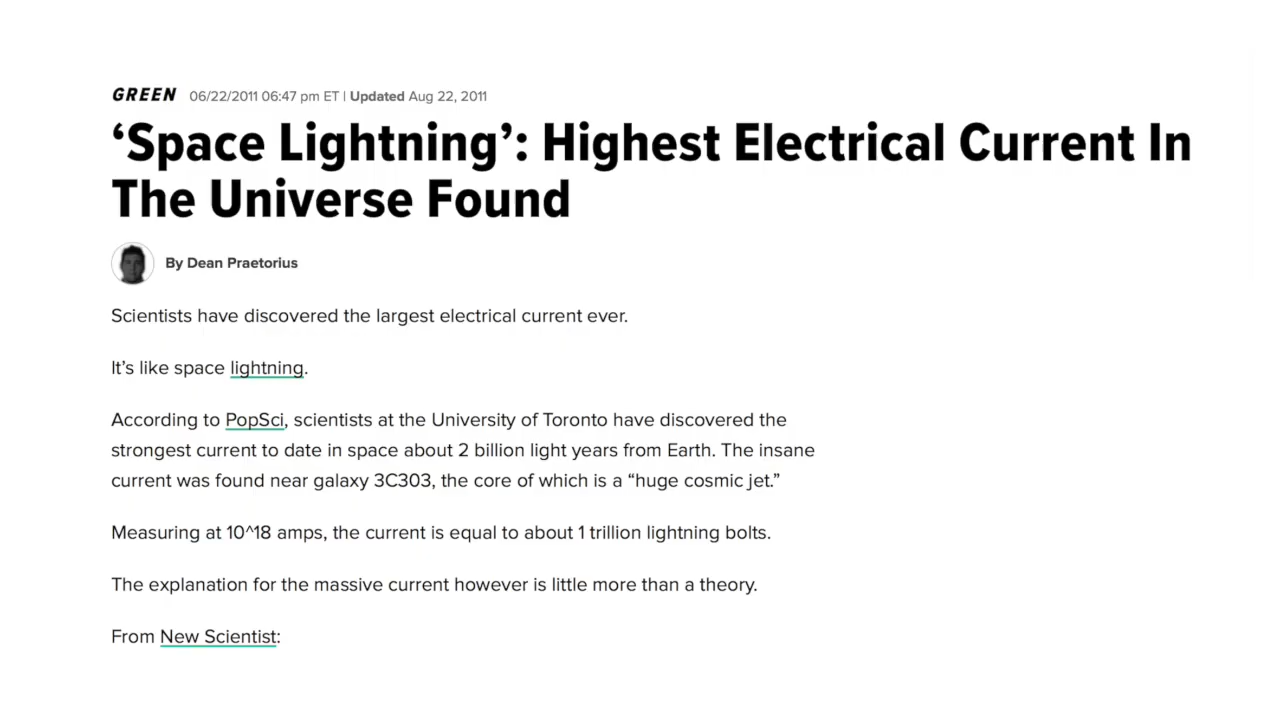 GREEN 06/22/2011 06:47 pm ET | Updated Aug 22, 2011
‘Space Lightning’: Highest Electrical Current In
The Universe Found
By Dean Praetorius
Scientists have discovered the largest electrical current ever.
It’s like space lightning.
According to PopSci, scientists at the University of Toronto have discovered the
strongest current to date in space about 2 billion light years from Earth. The insane
current was found near galaxy 3C303, the core of which is a “huge cosmic jet.”
Measuring at 10^18 amps, the current is equal to about 1 trillion lightning bolts.
The explanation for the massive current however is little more than a theory.
From New Scientist: